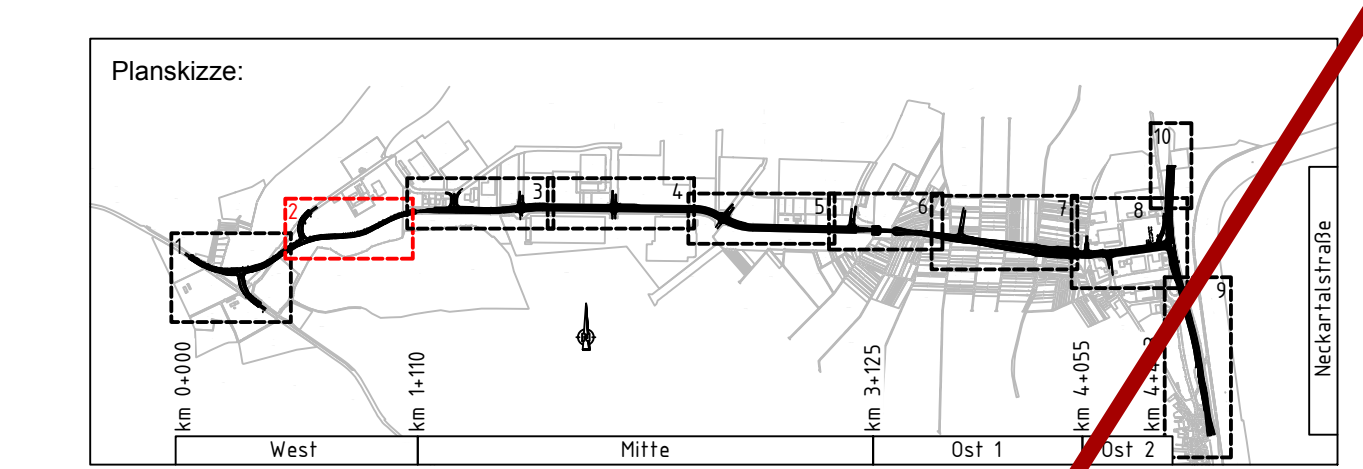 Planskizze:
10
1
2
3
4
5
6
7
8
9
Neckartalstraße
km 0+000
km 1+110
km 3+125
km 4+055
West
Mitte
Ost 1
Ost 2